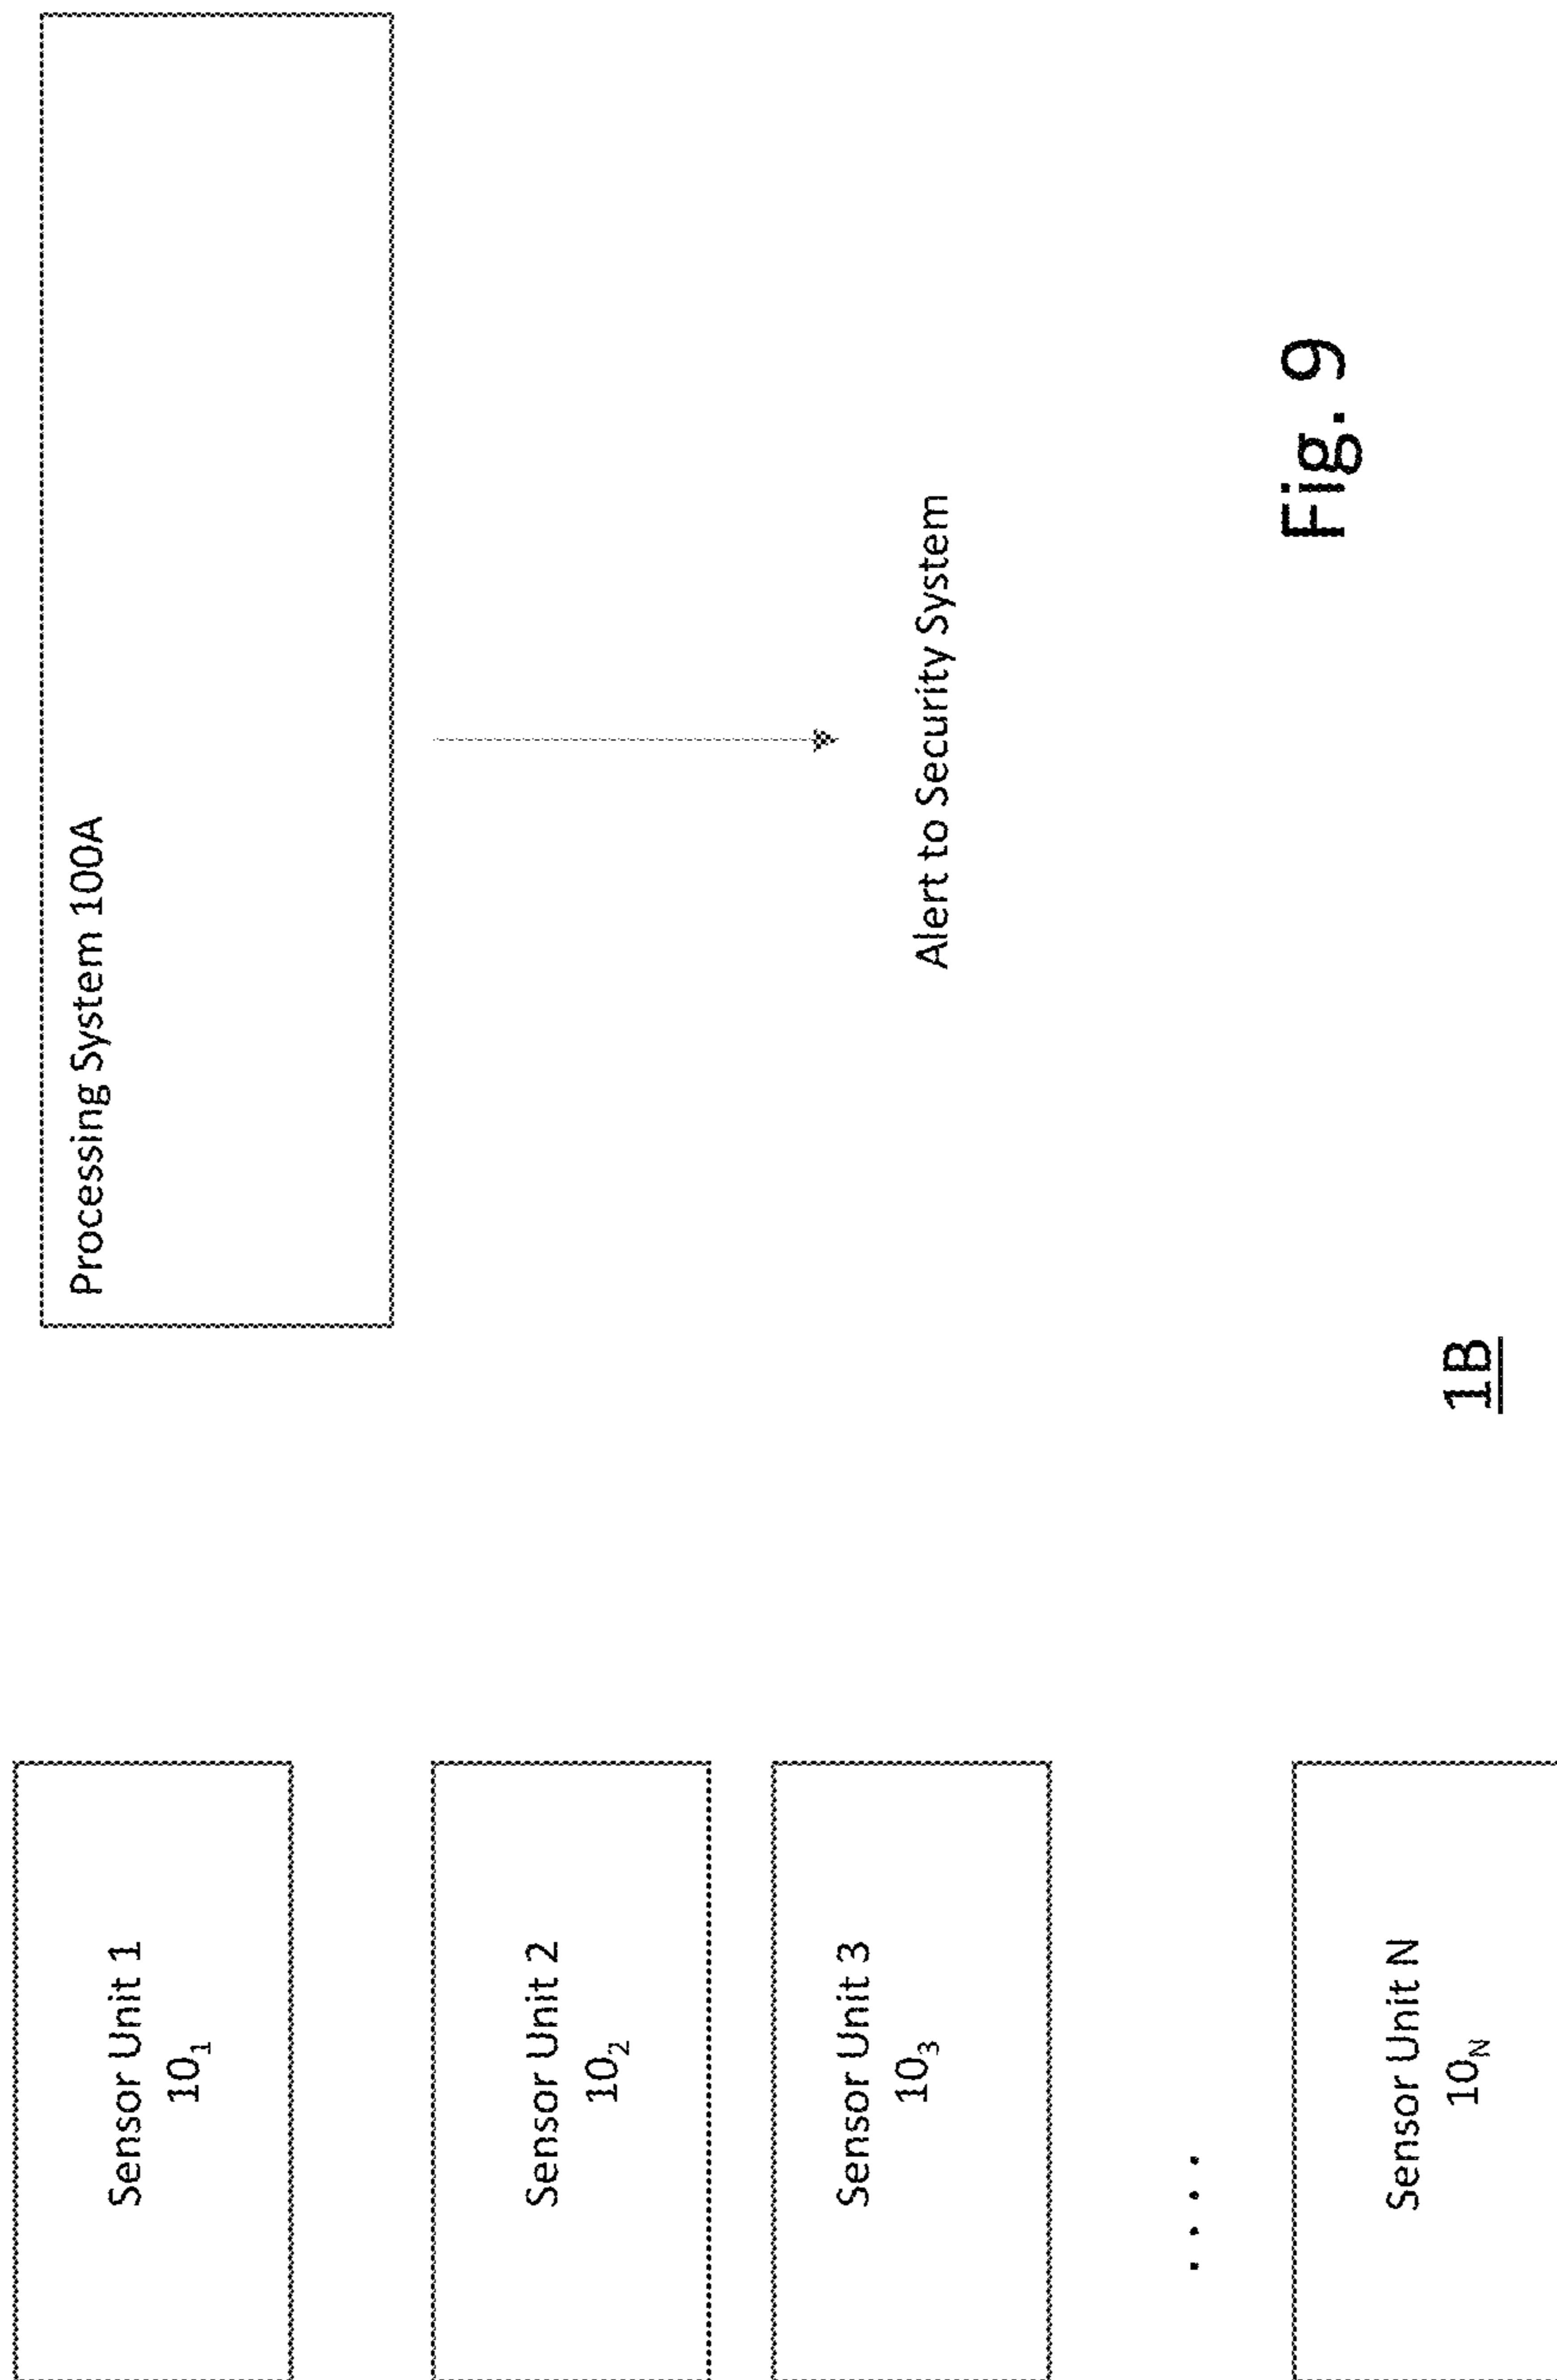 Sensor Unit 1
10₁
Sensor Unit 2
10₂
Sensor Unit 3
10₃
. . . .
Sensor Unit N
10_N
Processing System 100A
Alert to Security System
1B
Fig. 9